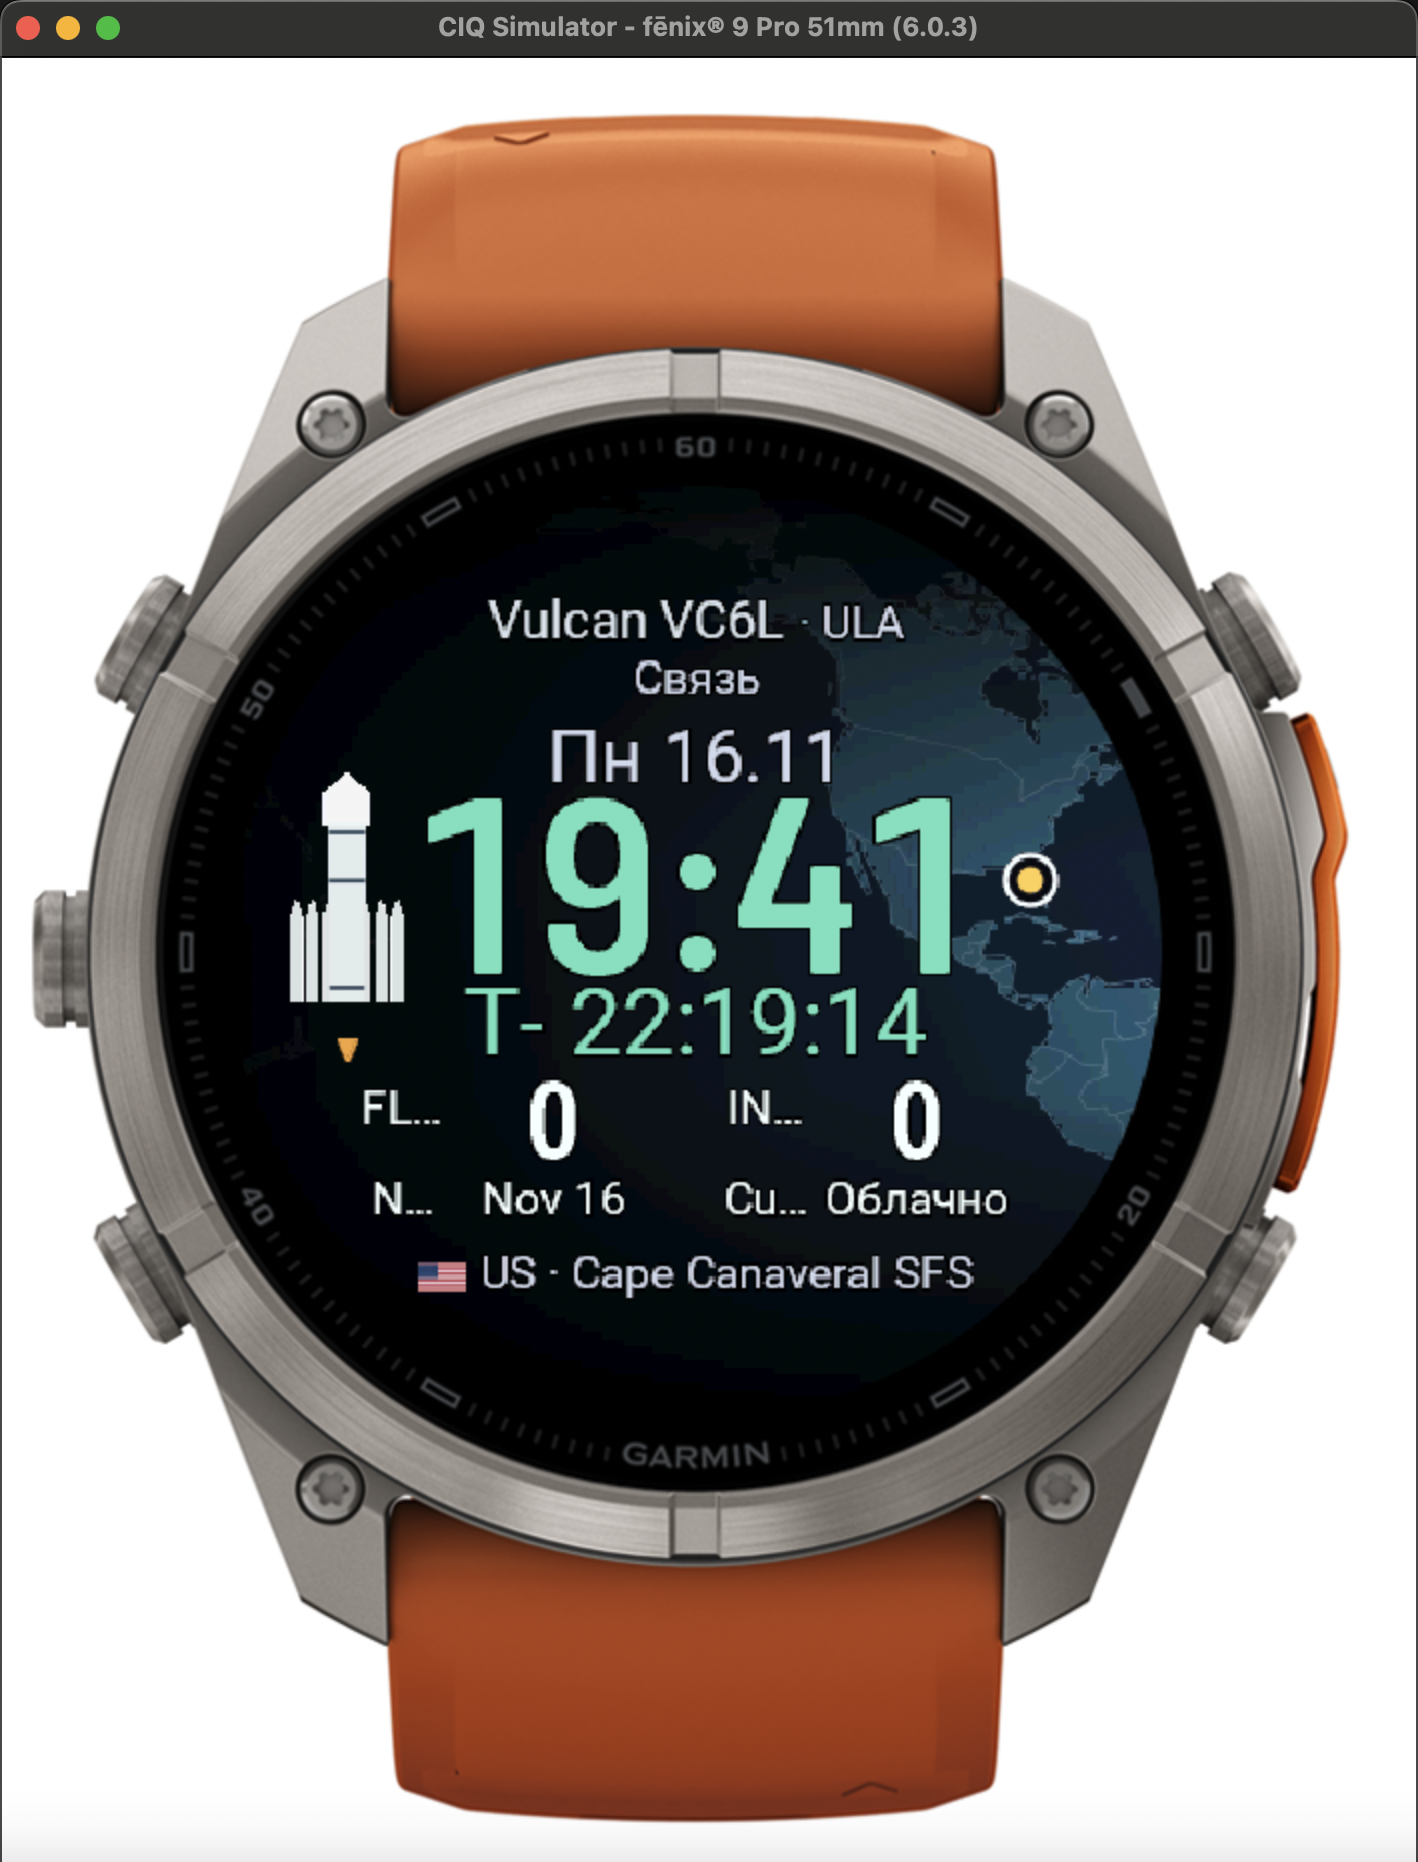 CIQ Simulator - fēnix® 9 Pro 51mm (6.0.3)
60
Vulcan VC6L · ULA
Связь
50
Пн 16.11
19:41
T- 22:19:14
FL... 0 IN... 0
N... Nov 16 Cu... Облачно
40
20
US · Cape Canaveral SFS
GARMIN